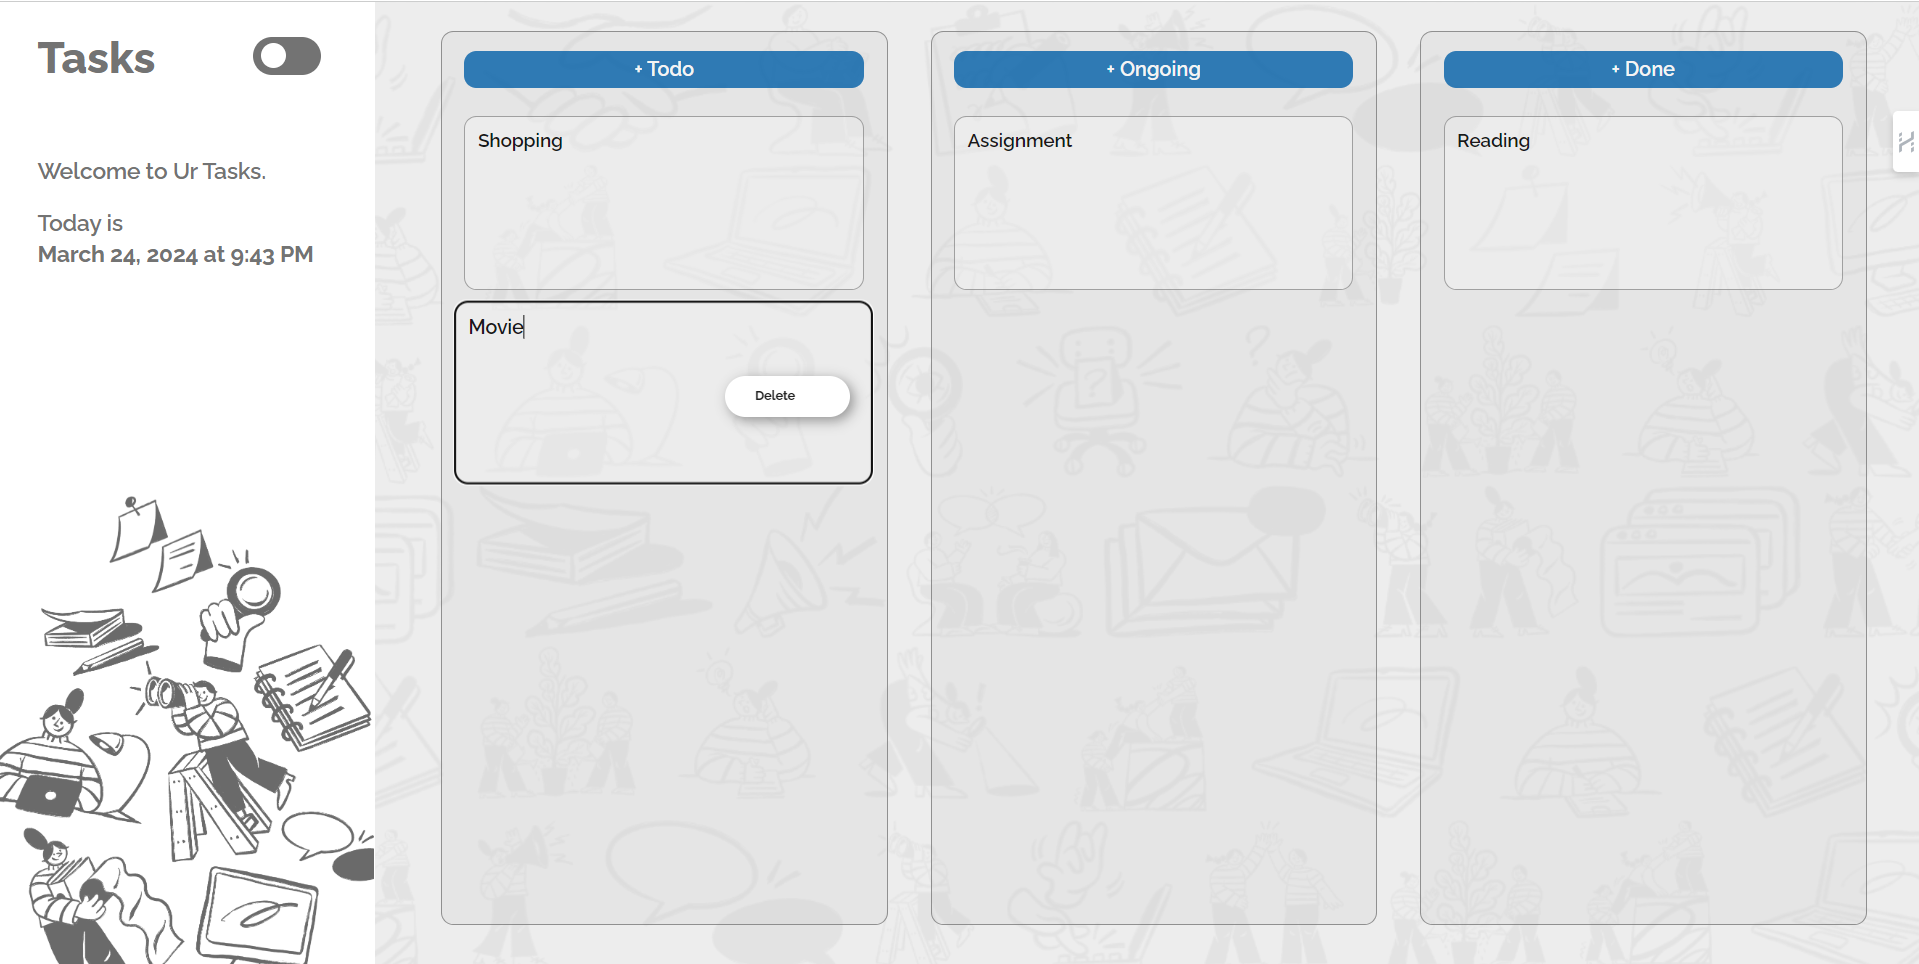 Tasks
Welcome to Ur Tasks.
Today is
March 24, 2024 at 9:43 PM
+ Todo
Shopping
Movie
Delete
+ Ongoing
Assignment
+ Done
Reading